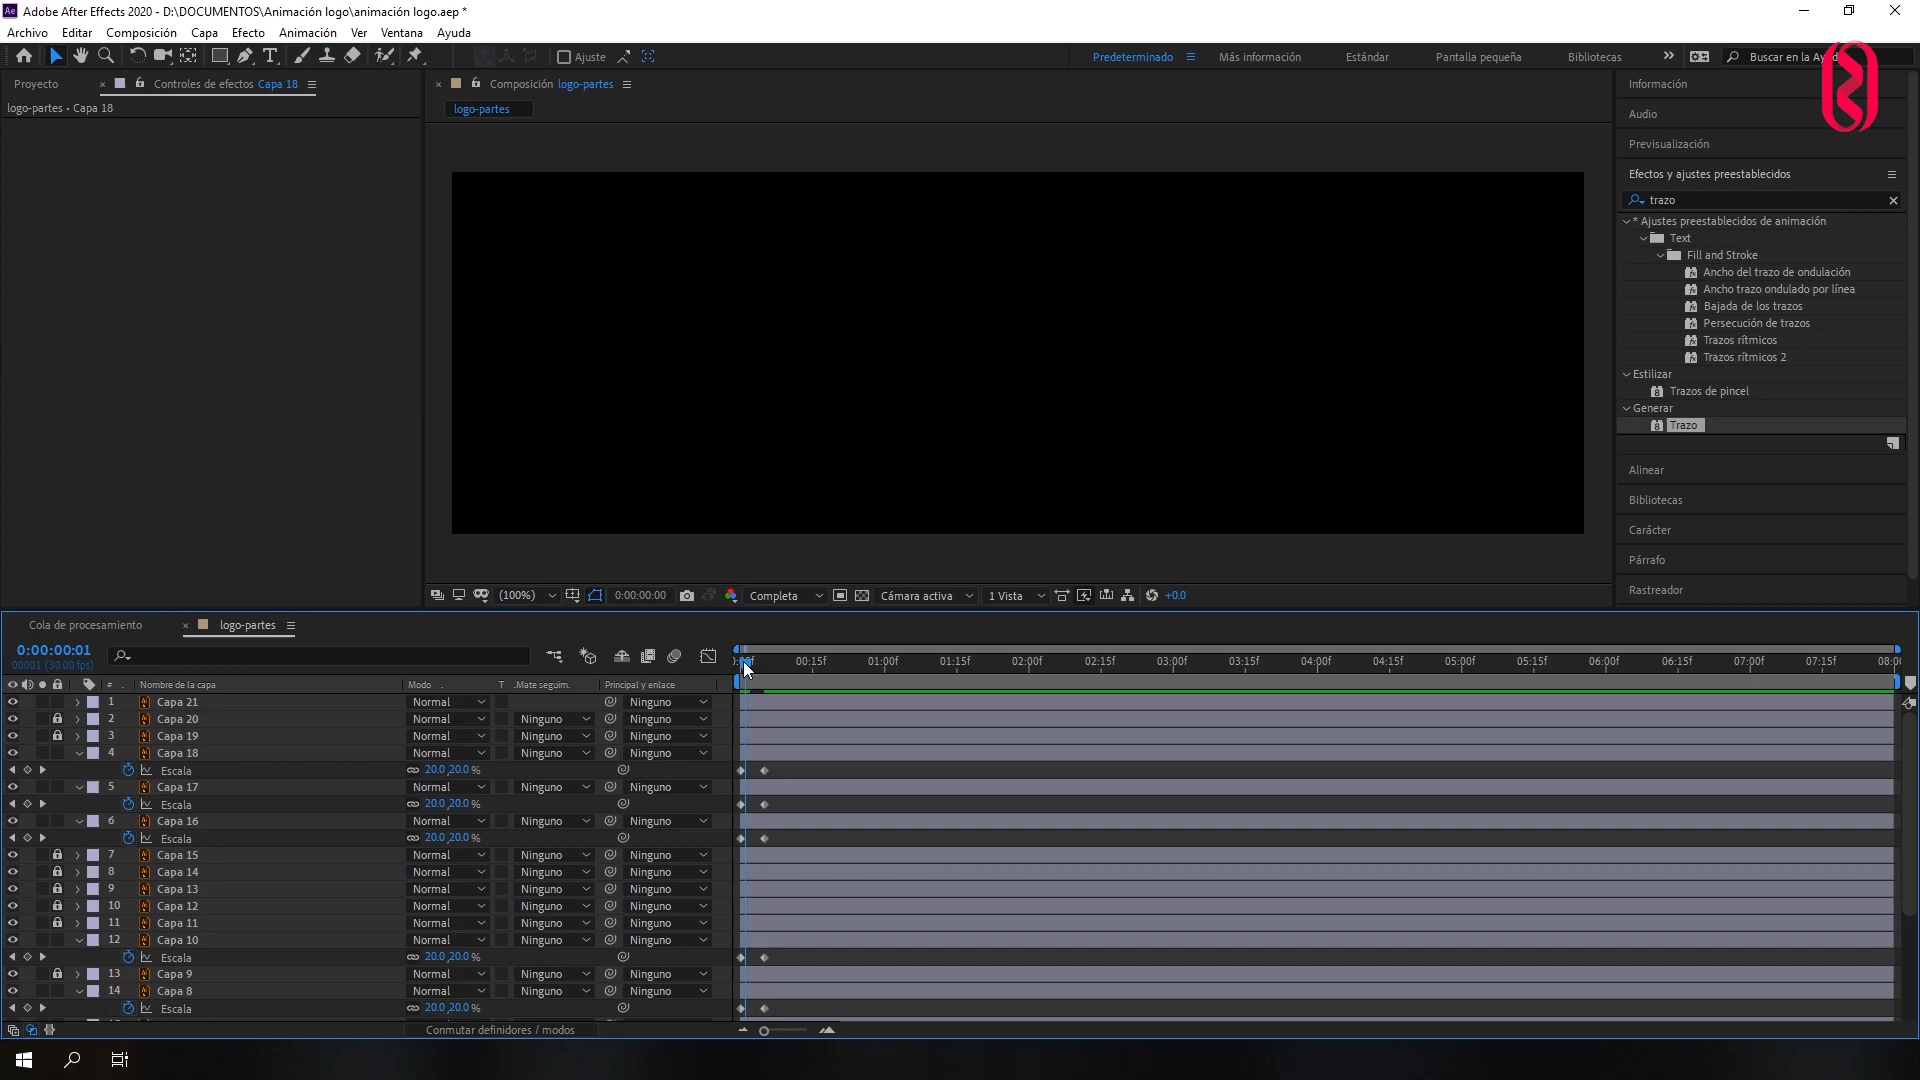 Adobe After Effects 2020 - D:\DOCUMENTOS\Animación logo\animación logo.aep *
Archivo Editar Composición Capa Efecto Animación Ver Ventana Ayuda
Ajuste Predeterminado Más información Estándar Pantalla pequeña Bibliotecas Buscar en la Ayuda
Proyecto Controles de efectos Capa 18
logo-partes • Capa 18
Composición logo-partes
logo-partes
Información
Audio
Previsualización
Efectos y ajustes preestablecidos
trazo
* Ajustes preestablecidos de animación
Text
Fill and Stroke
Ancho del trazo de ondulación
Ancho trazo ondulado por línea
Bajada de los trazos
Persecución de trazos
Trazos rítmicos
Trazos rítmicos 2
Estilizar
Trazos de pincel
Generar
Trazo
Alinear
Bibliotecas
Carácter
Párrafo
Rastreador
(100%) 0:00:00:00 Completa Cámara activa 1 Vista +0.0
Cola de procesamiento logo-partes
0:00:00:01
00001 (30.00 fps)
00:15f 01:00f 01:15f 02:00f 02:15f 03:00f 03:15f 04:00f 04:15f 05:00f 05:15f 06:00f 06:15f 07:00f 07:15f 08:00
# Nombre de la capa Modo T .Mate seguim. Principal y enlace
1 Capa 21 Normal Ninguno
2 Capa 20 Normal Ninguno Ninguno
3 Capa 19 Normal Ninguno Ninguno
4 Capa 18 Normal Ninguno Ninguno
Escala 20.0,20.0 %
5 Capa 17 Normal Ninguno Ninguno
Escala 20.0,20.0 %
6 Capa 16 Normal Ninguno Ninguno
Escala 20.0,20.0 %
7 Capa 15 Normal Ninguno Ninguno
8 Capa 14 Normal Ninguno Ninguno
9 Capa 13 Normal Ninguno Ninguno
10 Capa 12 Normal Ninguno Ninguno
11 Capa 11 Normal Ninguno Ninguno
12 Capa 10 Normal Ninguno Ninguno
Escala 20.0,20.0 %
13 Capa 9 Normal Ninguno Ninguno
14 Capa 8 Normal Ninguno Ninguno
Escala 20.0,20.0 %
Conmutar definidores / modos